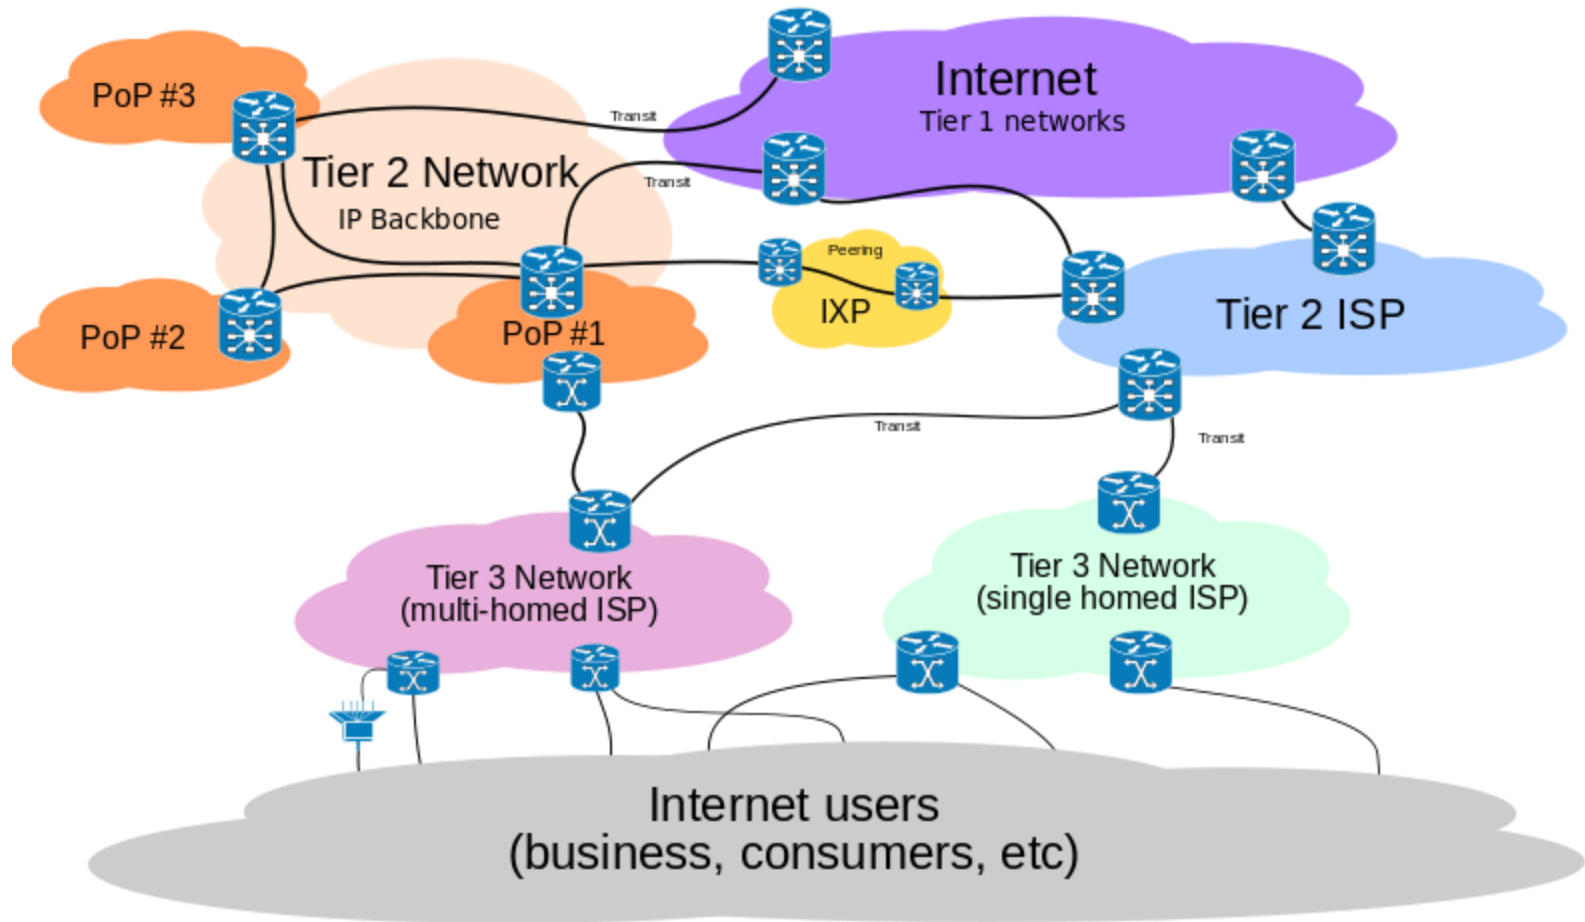 PoP #3
Internet
Tier 1 networks
Transit
Tier 2 Network
IP Backbone
Transit
Peering
IXP
Tier 2 ISP
PoP #2
PoP #1
Transit
Transit
Tier 3 Network
(multi-homed ISP)
Tier 3 Network
(single homed ISP)
Internet users
(business, consumers, etc)